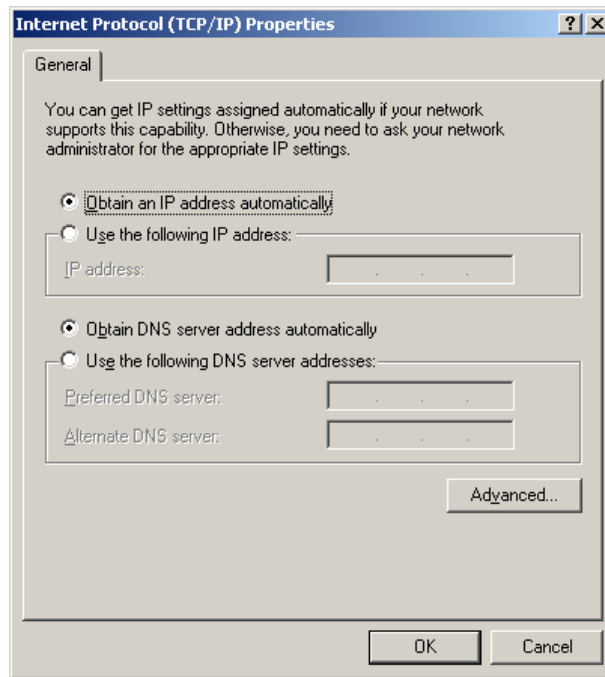 Internet Protocol (TCP/IP) Properties
General
You can get IP settings assigned automatically if your network
supports this capability. Otherwise, you need to ask your network
administrator for the appropriate IP settings.
Obtain an IP address automatically
Use the following IP address:
IP address:
Obtain DNS server address automatically
Use the following DNS server addresses:
Preferred DNS server:
Alternate DNS server:
Advanced...
OK Cancel